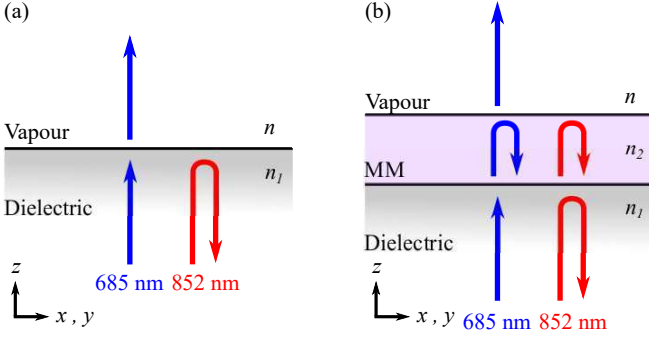 (a)
Vapour
n
n1
Dielectric
685 nm 852 nm
z
x , y
(b)
Vapour
n
n2
MM
n1
Dielectric
685 nm 852 nm
z
x , y